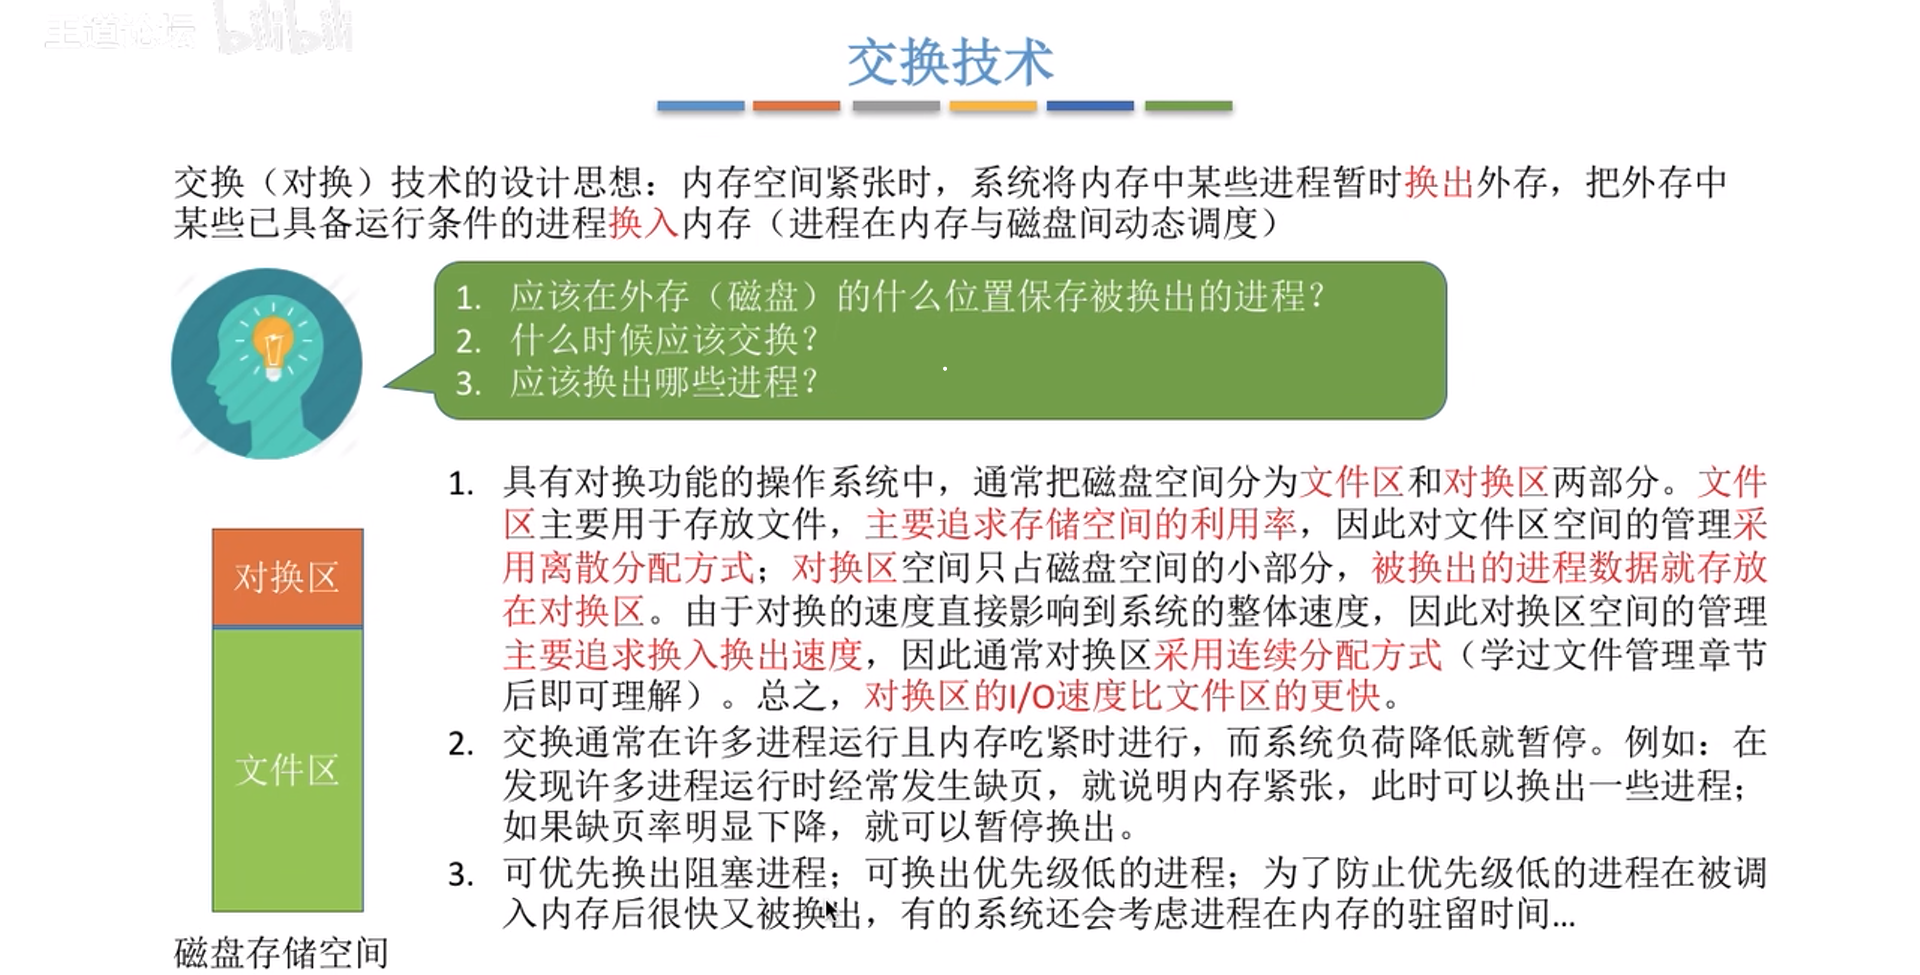 王道论坛 bilibili
交换技术
交换（对换）技术的设计思想：内存空间紧张时，系统将内存中某些进程暂时换出外存，把外存中
某些已具备运行条件的进程换入内存（进程在内存与磁盘间动态调度）
1. 应该在外存（磁盘）的什么位置保存被换出的进程？
2. 什么时候应该交换？
3. 应该换出哪些进程？
1. 具有对换功能的操作系统中，通常把磁盘空间分为文件区和对换区两部分。文件
区主要用于存放文件，主要追求存储空间的利用率，因此对文件区空间的管理采
用离散分配方式；对换区空间只占磁盘空间的小部分，被换出的进程数据就存放
在对换区。由于对换的速度直接影响到系统的整体速度，因此对换区空间的管理
主要追求换入换出速度，因此通常对换区采用连续分配方式（学过文件管理章节
后即可理解）。总之，对换区的I/O速度比文件区的更快。
2. 交换通常在许多进程运行且内存吃紧时进行，而系统负荷降低就暂停。例如：在
发现许多进程运行时经常发生缺页，就说明内存紧张，此时可以换出一些进程；
如果缺页率明显下降，就可以暂停换出。
3. 可优先换出阻塞进程；可换出优先级低的进程；为了防止优先级低的进程在被调
入内存后很快又被换出，有的系统还会考虑进程在内存的驻留时间…
对换区
文件区
磁盘存储空间